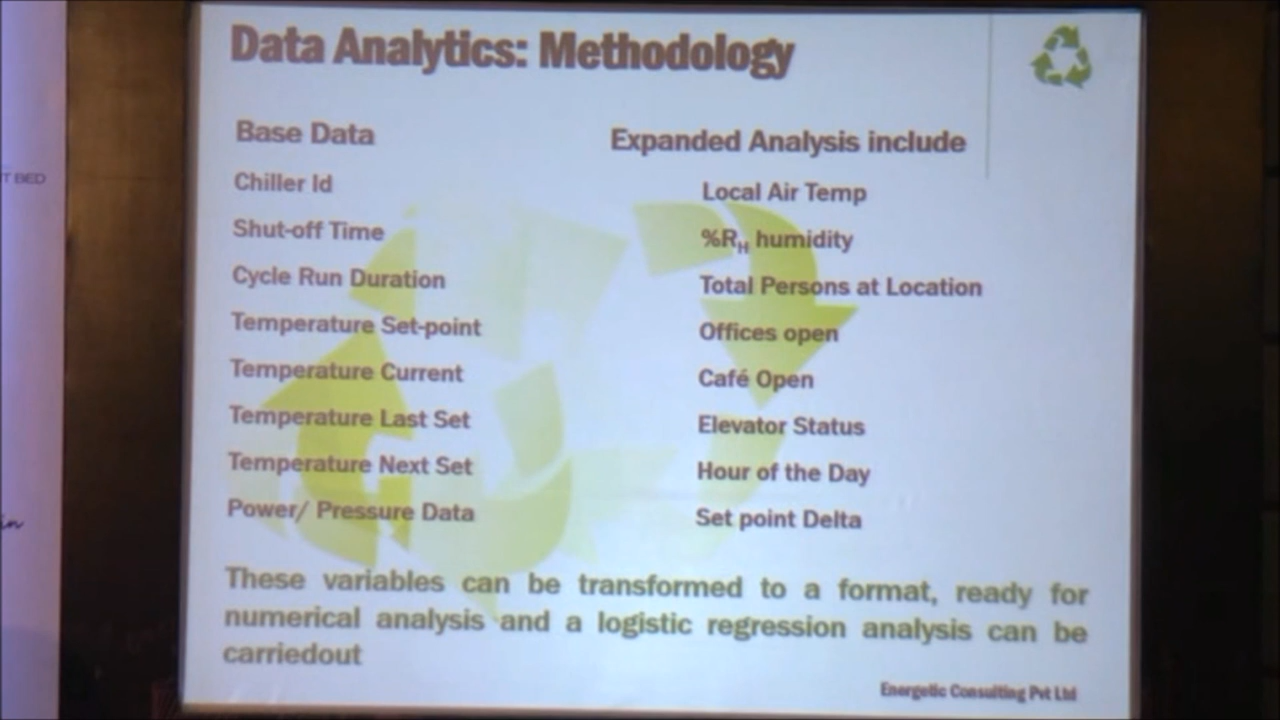 Data Analytics: Methodology
Base Data
Chiller Id
Shut-off Time
Cycle Run Duration
Temperature Set-point
Temperature Current
Temperature Last Set
Temperature Next Set
Power/ Pressure Data
Expanded Analysis include
Local Air Temp
%RH humidity
Total Persons at Location
Offices open
Café Open
Elevator Status
Hour of the Day
Set point Delta
These variables can be transformed to a format, ready for
numerical analysis and a logistic regression analysis can be
carriedout
Energetic Consulting Pvt Ltd
T BED
in